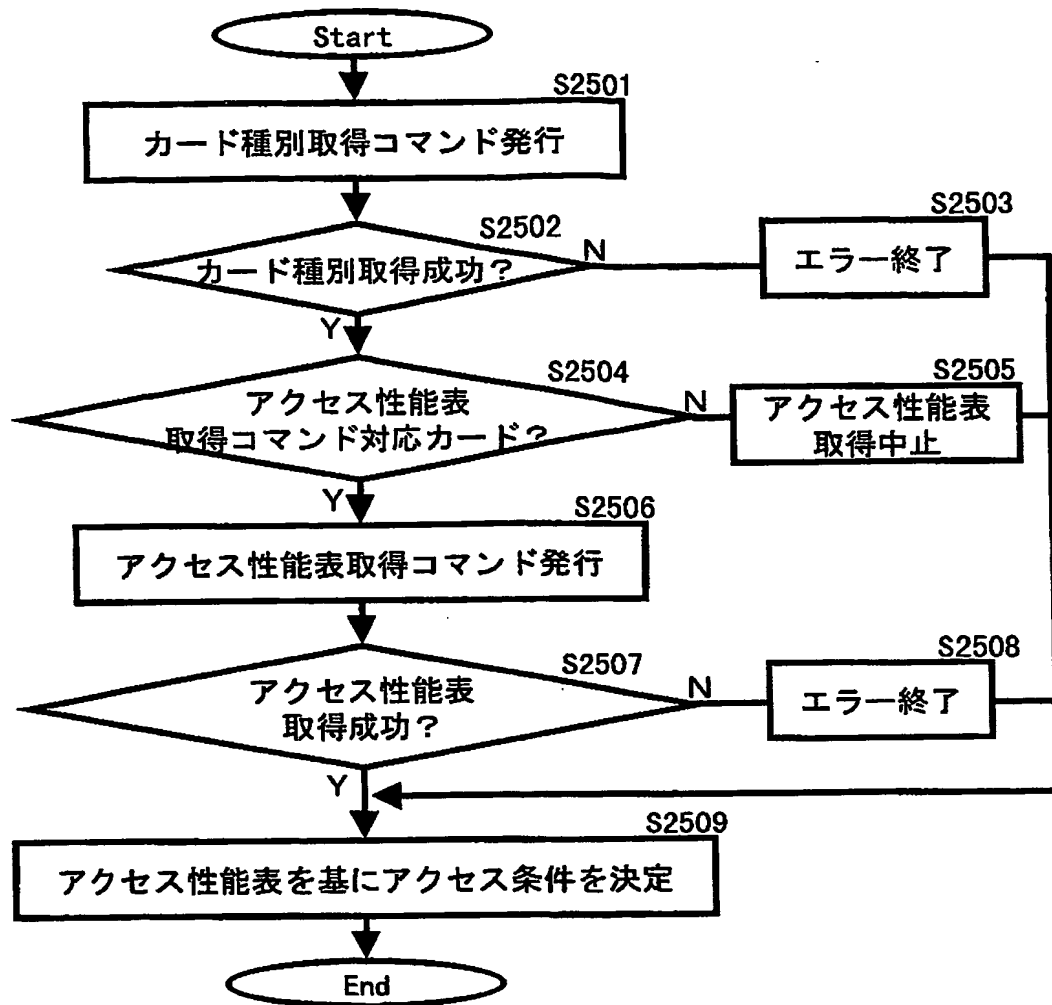 Start
S2501
カード種別取得コマンド発行
S2502
カード種別取得成功？
N
S2503
エラー終了
Y
S2504
アクセス性能表
取得コマンド対応カード？
N
S2505
アクセス性能表
取得中止
Y
S2506
アクセス性能表取得コマンド発行
S2507
アクセス性能表
取得成功？
N
S2508
エラー終了
Y
S2509
アクセス性能表を基にアクセス条件を決定
End